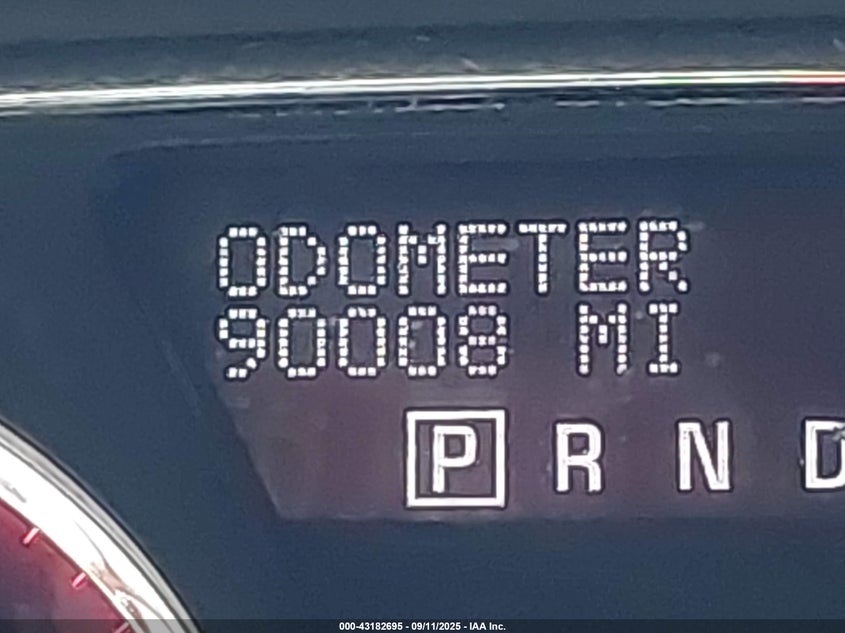 ODOMETER
90008 MI
P R N D
000-43182695 - 09/11/2025 - IAA Inc.